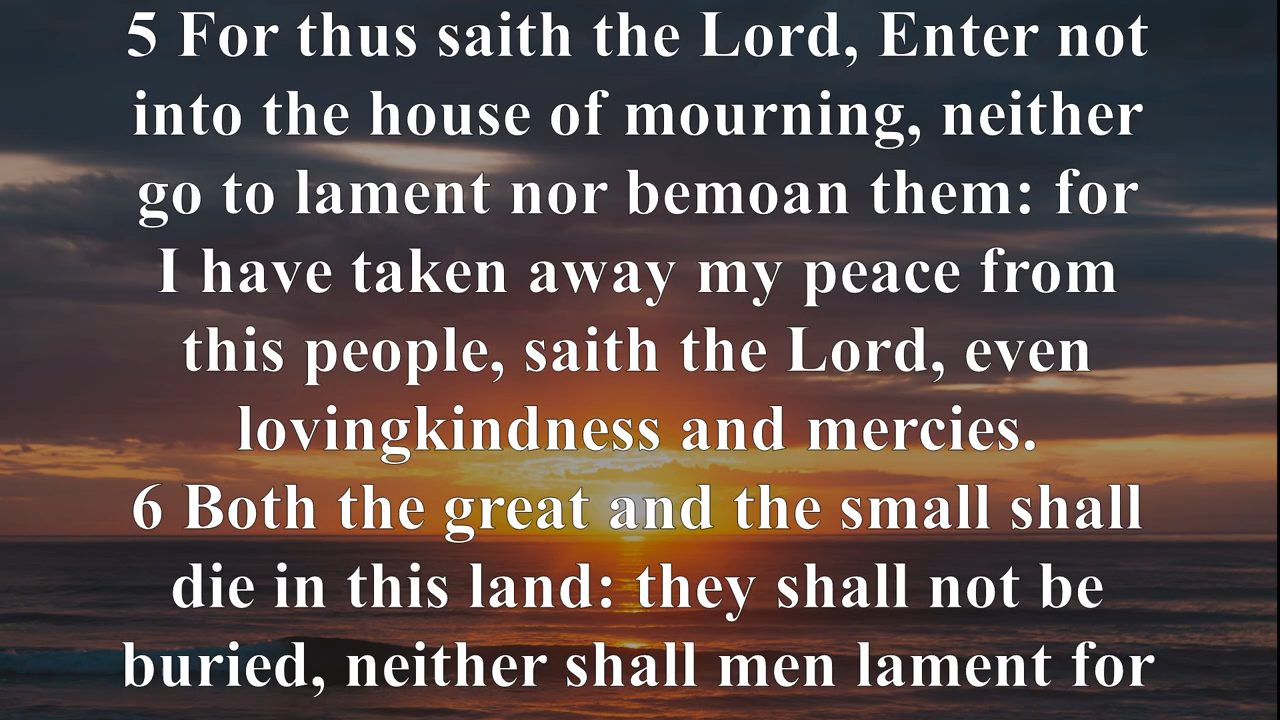 5 For thus saith the Lord, Enter not
into the house of mourning, neither
go to lament nor bemoan them: for
I have taken away my peace from
this people, saith the Lord, even
lovingkindness and mercies.
6 Both the great and the small shall
die in this land: they shall not be
buried, neither shall men lament for